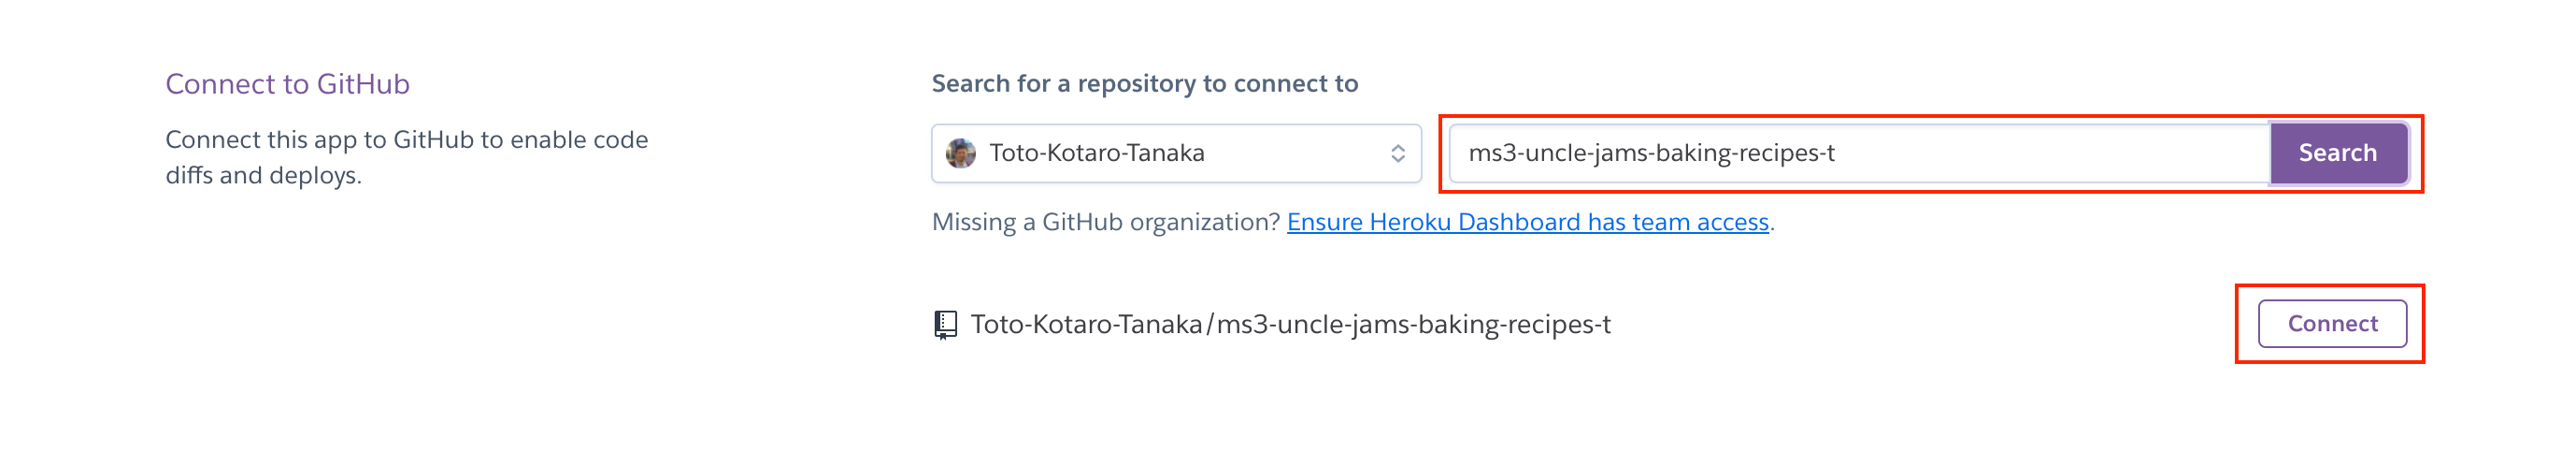 Connect to GitHub
Connect this app to GitHub to enable code
diffs and deploys.
Search for a repository to connect to
Toto-Kotaro-Tanaka
ms3-uncle-jams-baking-recipes-t
Search
Missing a GitHub organization? Ensure Heroku Dashboard has team access.
Toto-Kotaro-Tanaka/ms3-uncle-jams-baking-recipes-t
Connect